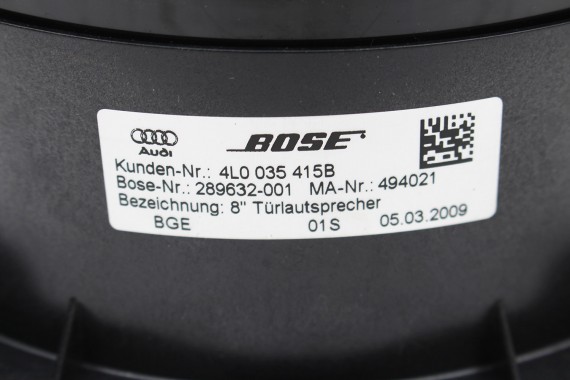 Audi BOSE
Kunden-Nr.: 4L0 035 415B
Bose-Nr.: 289632-001 MA-Nr.: 494021
Bezeichnung: 8" Türlautsprecher
BGE 01S 05.03.2009